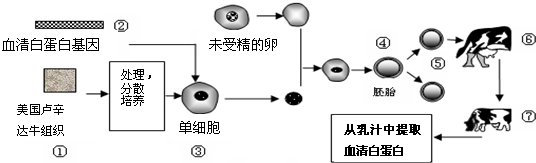 ②
血清白蛋白基因
未受精的卵
④
⑥
处理，
分散
培养
⑤
胚胎
美国卢辛
达牛组织
单细胞
⑦
从乳汁中提取
血清白蛋白
①
③